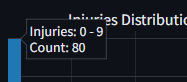 Injuries Distributio
Injuries: 0 - 9
Count: 80